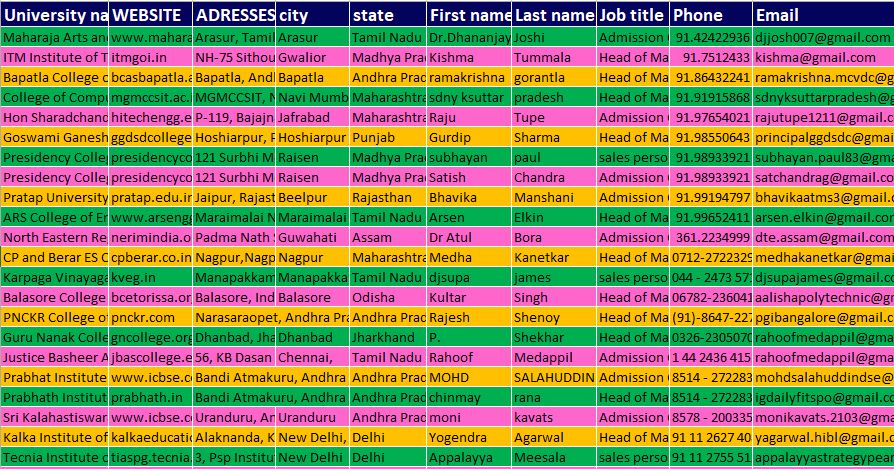 University na WEBSITE ADRESSES city state First name Last name Job title Phone Email
Maharaja Arts an www.mahara Arasur, Tamil Arasur Tamil Nadu Dr.Dhananjay Joshi Admission 91.42422936 djjosh007@gmail.com
ITM Institute of T itmgoi.in NH-75 Sithou Gwalior Madhya Prad Kishma Tummala Head of Ma 91.7512433 kishma@gmail.com
Bapatla College o bcasbapatla.a Bapatla, Andh Bapatla Andhra Prad ramakrishna gorantla Head of Ma 91.86432241 ramakrishna.mcvdc@g
College of Compu mgmccsit.ac.i MGMCCSIT, N Navi Mumb Maharashtra sdny ksuttar pradesh Head of Ma 91.91915868 sdnyksuttarpradesh@g
Hon Sharadchand hitechengg.e P-119, Bajajn Jafrabad Maharashtra Raju Tupe Admission 91.97654021 rajutupe1211@gmail.c
Goswami Ganesh ggdsdcollege Hoshiarpur, P Hoshiarpur Punjab Gurdip Sharma Head of Ma 91.98550643 principalggdsdc@gmail
Presidency Colleg presidencyco 121 Surbhi M Raisen Madhya Prad subhayan paul sales perso 91.98933921 subhayan.paul83@gma
Presidency Colleg presidencyco 121 Surbhi M Raisen Madhya Prad Satish Chandra Admission 91.98933921 satchandrag@gmail.co
Pratap University pratap.edu.in Jaipur, Rajast Beelpur Rajasthan Bhavika Manshani Admission 91.99194797 bhavikaatms3@gmail.c
ARS College of En www.arsengg Maraimalai N Maraimalai Tamil Nadu Arsen Elkin Head of Ma 91.99652411 arsen.elkin@gmail.com
North Eastern Re nerimindia.o Padma Nath S Guwahati Assam Dr Atul Bora Admission 361.2234999 dte.assam@gmail.com
CP and Berar ES C cpberar.co.in Nagpur,Nagp Nagpur Maharashtra Medha Kanetkar Head of Ma 0712-2722329 medhakanetkar@gmail
Karpaga Vinayaga kveg.in Manapakkam Manapakka Tamil Nadu djsupa james sales perso 044 - 2473 571 djsupajames@gmail.co
Balasore College bcetorissa.or Balasore, Ind Balasore Odisha Kultar Singh Head of Ma 06782-236041 aalishapolytechnic@gr
PNCKR College of pnckr.com Narasaraopet, Andhra Pra Andhra Prad Rajesh Shenoy Head of Ma (91)-8647-227 pgibangalore@gmail.c
Guru Nanak Colle gncollege.org Dhanbad, Jha Dhanbad Jharkhand P. Shekhar Head of Ma 0326-2305070 rahoofmedappil@gmai
Justice Basheer A jbascollege.e 56, KB Dasan Chennai, Tamil Nadu Rahoof Medappil Admission 1 44 2436 415 rahoofmedappil@gmai
Prabhat Institute www.icbse.c Bandi Atmakuru, Andhra Andhra Prad MOHD SALAHUDDIN Admission 8514 - 272283 mohdsalahuddindse@
Prabhath Institut prabhath.in Bandi Atmakuru, Andhra Andhra Prad chinmay rana Head of Ma 8514 - 272283 igdailyfitspo@gmail.co
Sri Kalahastiswar www.icbse.c Uranduru, An Uranduru Andhra Prad moni kavats Admission 8578 - 200335 monikavats.2103@gma
Kalka Institute of kalkaeducatio Alaknanda, K New Delhi, Delhi Yogendra Agarwal Head of Ma 91 11 2627 40 yagarwal.hibl@gmail.c
Tecnia Institute o tiaspg.tecnia. 3, Psp Institu New Delhi, Delhi Appalayya Meesala sales perso 91 11 2755 51 appalayyastrategypear